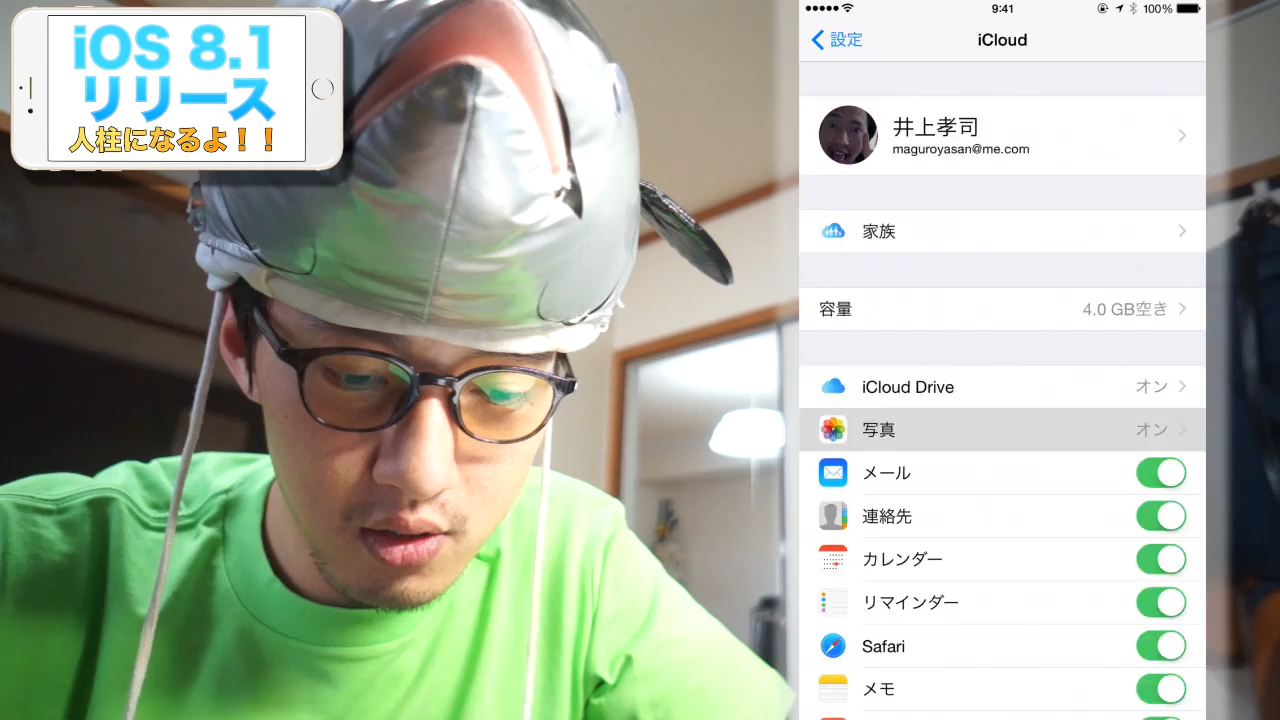 iOS 8.1
リリース
人柱になるよ！！
9:41
100%
設定
iCloud
井上孝司
maguroyasan@me.com
家族
容量
4.0 GB空き
iCloud Drive
オン
写真
オン
メール
連絡先
カレンダー
リマインダー
Safari
メモ